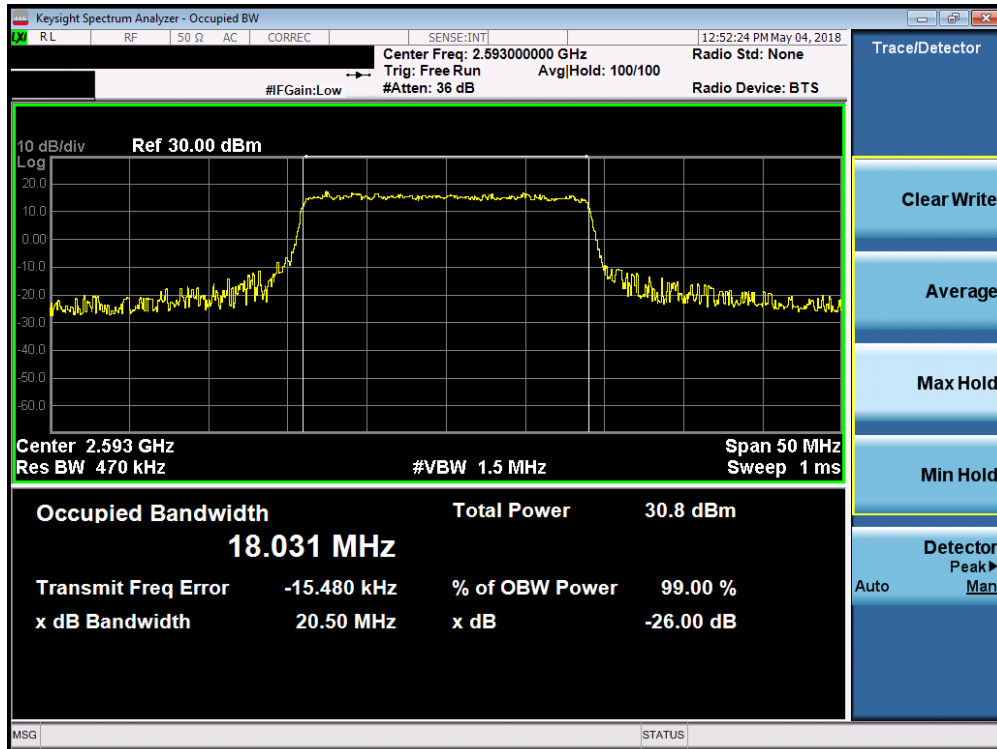 Keysight Spectrum Analyzer - Occupied BW
LXI RL RF 50 Ω AC CORREC SENSE:INT 12:52:24 PM May 04, 2018
Center Freq: 2.593000000 GHz Radio Std: None
Trig: Free Run Avg|Hold: 100/100
#IFGain:Low #Atten: 36 dB Radio Device: BTS
10 dB/div Ref 30.00 dBm
Log
20.0
10.0
0.00
-10.0
-20.0
-30.0
-40.0
-50.0
-60.0
Center 2.593 GHz Span 50 MHz
Res BW 470 kHz #VBW 1.5 MHz Sweep 1 ms
Occupied Bandwidth Total Power 30.8 dBm
18.031 MHz
Transmit Freq Error -15.480 kHz % of OBW Power 99.00 %
x dB Bandwidth 20.50 MHz x dB -26.00 dB
MSG STATUS
Trace/Detector
Clear Write
Average
Max Hold
Min Hold
Detector
Peak▶
Auto Man